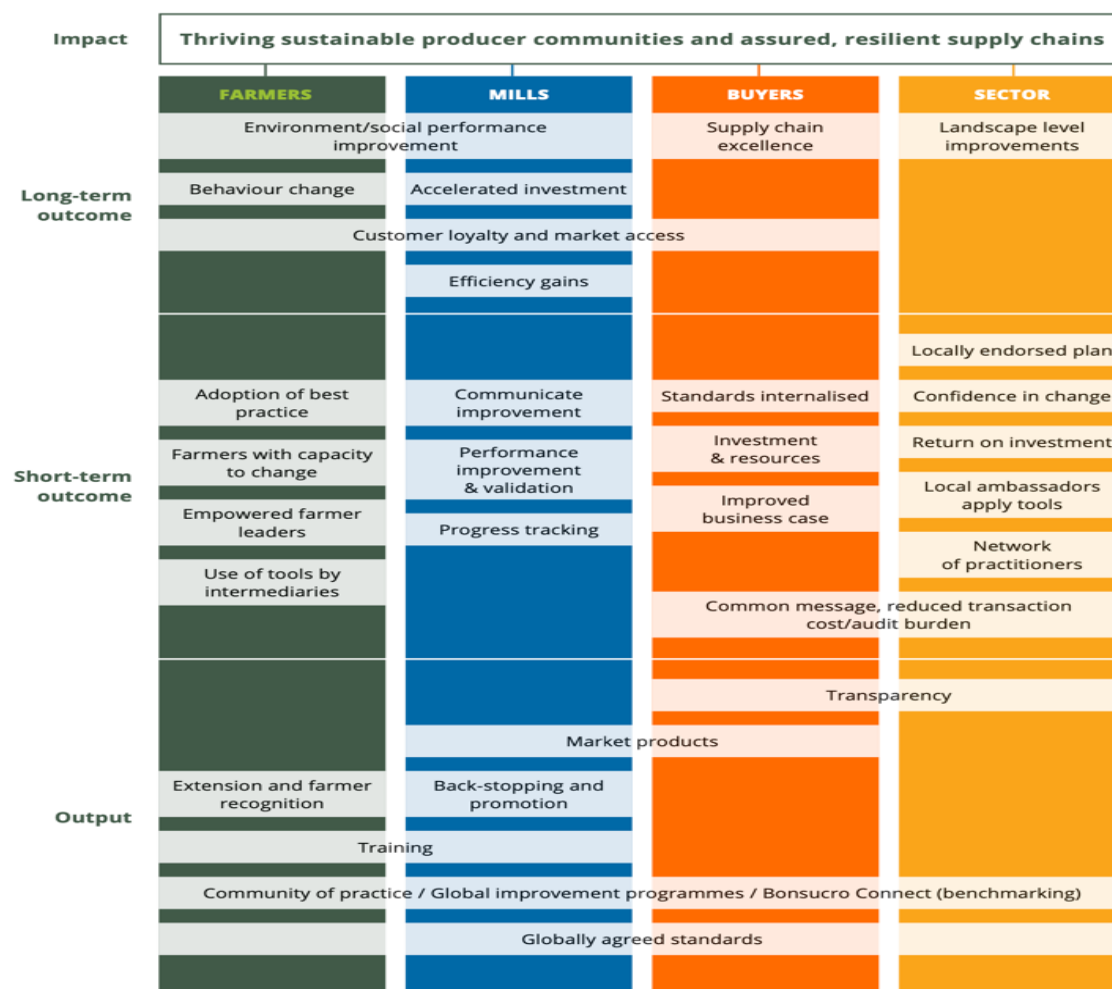 Impact
Thriving sustainable producer communities and assured, resilient supply chains
FARMERS
MILLS
BUYERS
SECTOR
Long-term
outcome
Environment/social performance
improvement
Supply chain
excellence
Landscape level
improvements
Behaviour change
Accelerated investment
Customer loyalty and market access
Efficiency gains
Short-term
outcome
Locally endorsed plan
Adoption of best
practice
Communicate
improvement
Standards internalised
Confidence in change
Farmers with capacity
to change
Performance
improvement
& validation
Investment
& resources
Return on investment
Empowered farmer
leaders
Progress tracking
Improved
business case
Local ambassadors
apply tools
Use of tools by
intermediaries
Network
of practitioners
Common message, reduced transaction
cost/audit burden
Output
Transparency
Market products
Extension and farmer
recognition
Back-stopping and
promotion
Training
Community of practice / Global improvement programmes / Bonsucro Connect (benchmarking)
Globally agreed standards